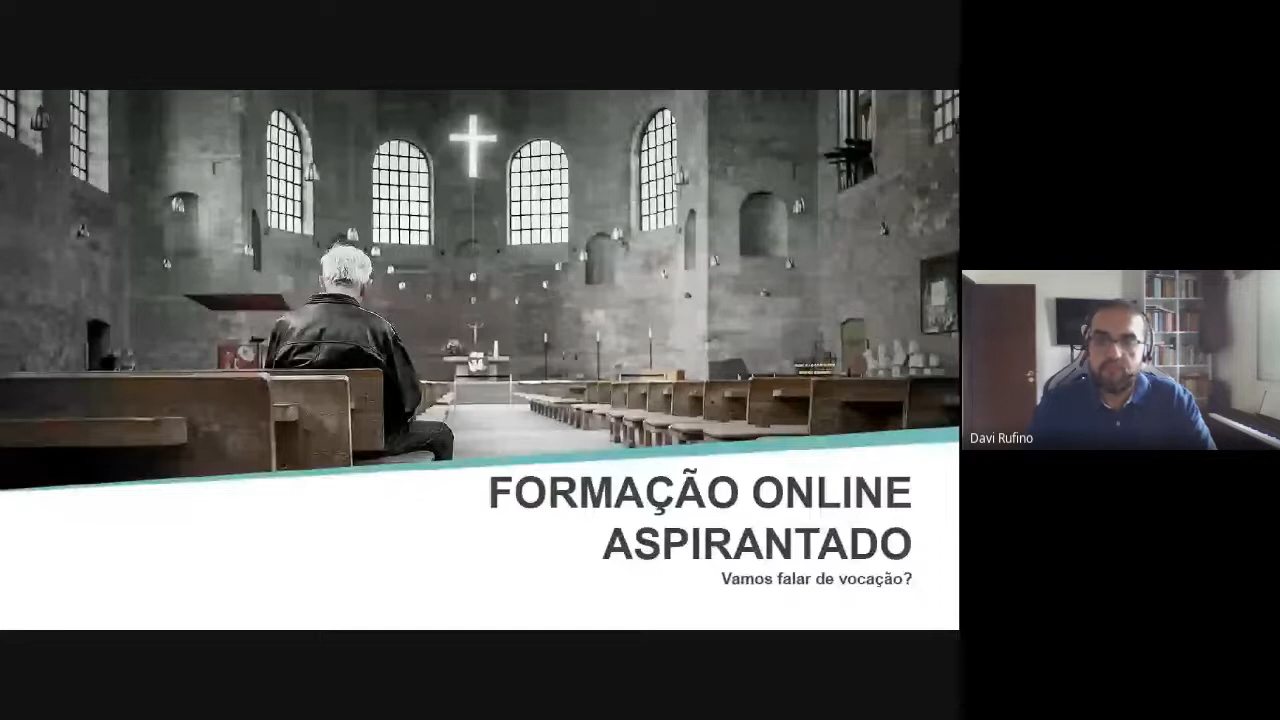 FORMAÇÃO ONLINE
ASPIRANTADO
Vamos falar de vocação?
Davi Rufino